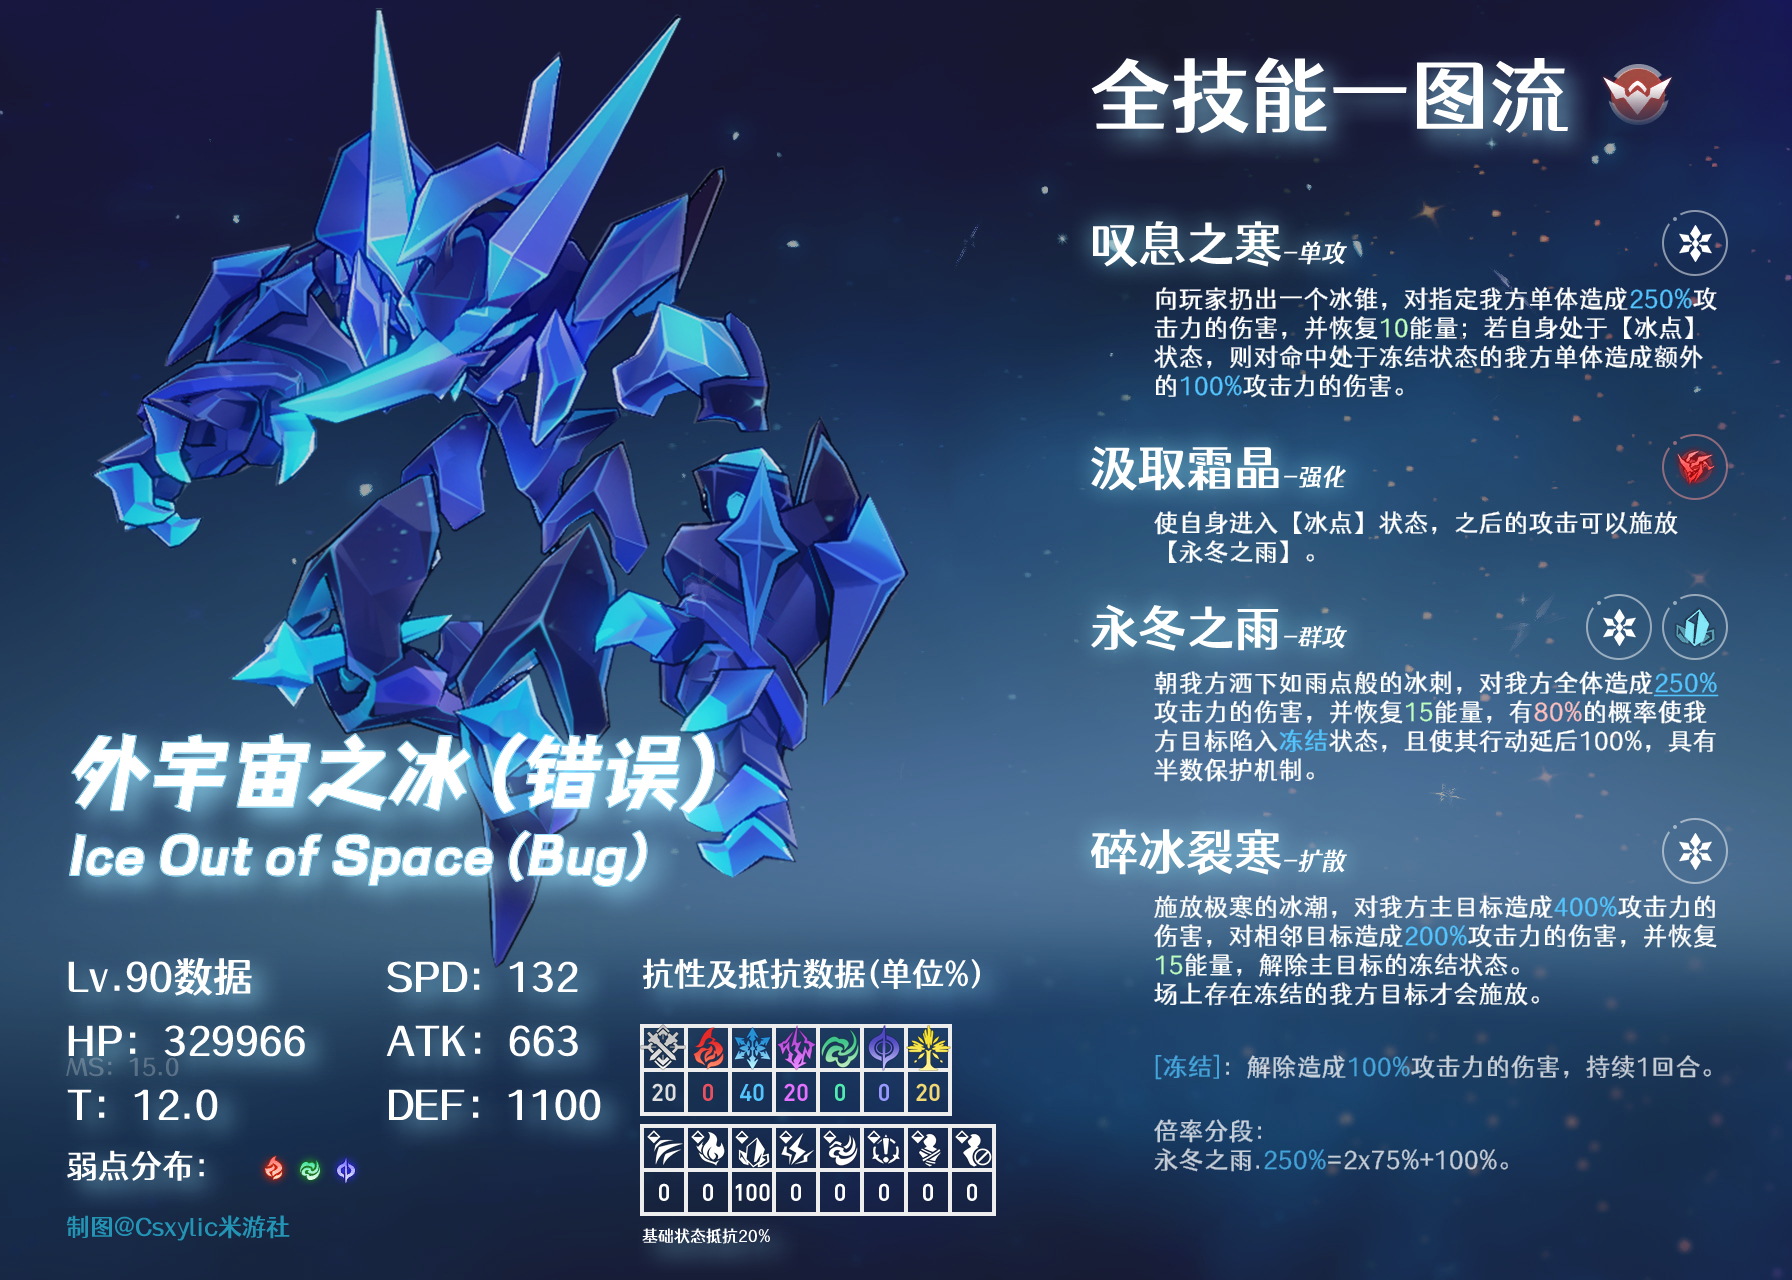 全技能一图流
叹息之寒-单攻
向玩家扔出一个冰锥，对指定我方单体造成250%攻
击力的伤害，并恢复10能量；若自身处于【冰点】
状态，则对命中处于冻结状态的我方单体造成额外
的100%攻击力的伤害。
汲取霜晶-强化
使自身进入【冰点】状态，之后的攻击可以施放
【永冬之雨】。
永冬之雨-群攻
朝我方洒下如雨点般的冰刺，对我方全体造成250%
攻击力的伤害，并恢复15能量，有80%的概率使我
方目标陷入冻结状态，且使其行动延后100%，具有
半数保护机制。
碎冰裂寒-扩散
施放极寒的冰潮，对我方主目标造成400%攻击力的
伤害，对相邻目标造成200%攻击力的伤害，并恢复
15能量，解除主目标的冻结状态。
场上存在冻结的我方目标才会施放。
[冻结]：解除造成100%攻击力的伤害，持续1回合。
倍率分段：
永冬之雨.250%=2x75%+100%。
外宇宙之冰（错误）
Ice Out of Space (Bug)
Lv.90数据
SPD：132
HP：329966
ATK：663
MS：15.0
T：12.0
DEF：1100
弱点分布：
制图@Csxylic米游社
抗性及抵抗数据(单位%)
20 0 40 20 0 0 20
0 0 100 0 0 0 0 0
基础状态抵抗20%